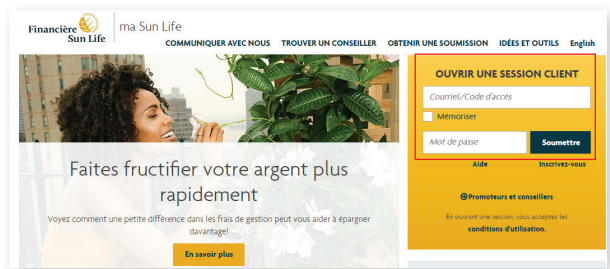 Financière
Sun Life
ma Sun Life
COMMUNIQUER AVEC NOUS TROUVER UN CONSEILLER OBTENIR UNE SOUMISSION IDÉES ET OUTILS English
Faites fructifier votre argent plus
rapidement
Voyez comment une petite différence dans les frais de gestion peut vous aider à épargner
davantage!
En savoir plus
OUVRIR UNE SESSION CLIENT
Courriel/Code d'accès
Mémoriser
Mot de passe
Soumettre
Aide Inscrivez-vous
Promoteurs et conseillers
En ouvrant une session, vous acceptez les
conditions d'utilisation.